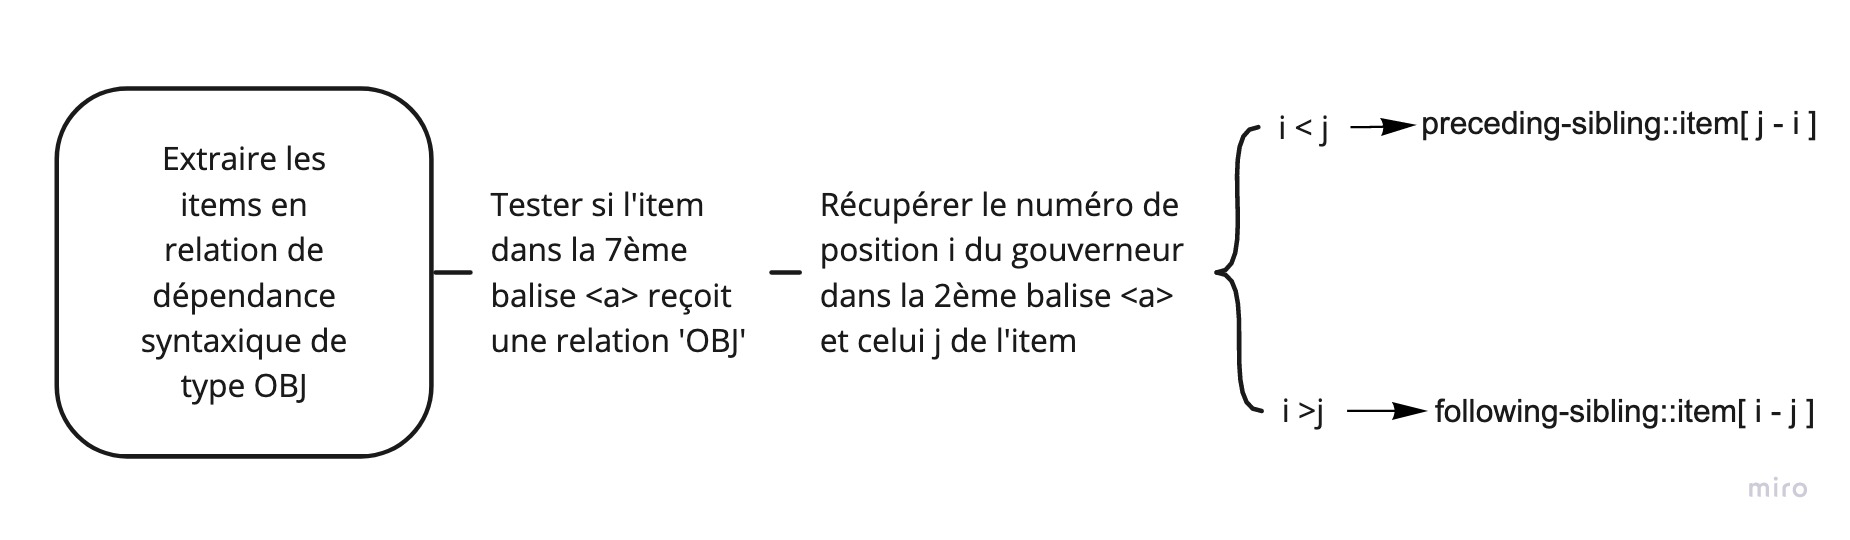 Extraire les
items en
relation de
dépendance
syntaxique de
type OBJ
Tester si l'item
dans la 7ème
balise <a> reçoit
une relation 'OBJ'
Récupérer le numéro de
position i du gouverneur
dans la 2ème balise <a>
et celui j de l'item
i < j
preceding-sibling::item[ j - i ]
i >j
following-sibling::item[ i - j ]
miro